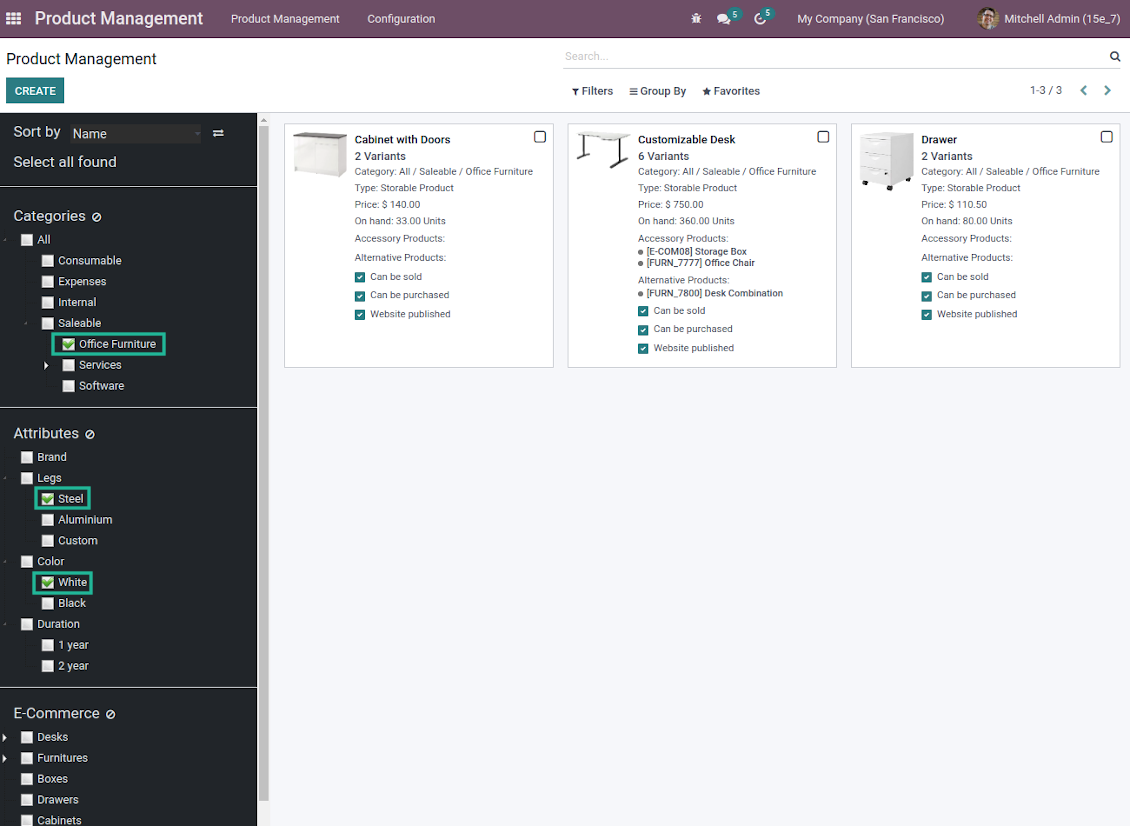 Product Management
Product Management
Configuration
5
5
My Company (San Francisco)
Mitchell Admin (15e_7)
Product Management
Search...
CREATE
Filters
Group By
Favorites
1-3 / 3
Sort by
Name
Select all found
Categories
All
Consumable
Expenses
Internal
Saleable
Office Furniture
Services
Software
Attributes
Brand
Legs
Steel
Aluminium
Custom
Color
White
Black
Duration
1 year
2 year
E-Commerce
Desks
Furnitures
Boxes
Drawers
Cabinets
Cabinet with Doors
2 Variants
Category: All / Saleable / Office Furniture
Type: Storable Product
Price: $ 140.00
On hand: 33.00 Units
Accessory Products:
Alternative Products:
Can be sold
Can be purchased
Website published
Customizable Desk
6 Variants
Category: All / Saleable / Office Furniture
Type: Storable Product
Price: $ 750.00
On hand: 360.00 Units
Accessory Products:
[E-COM08] Storage Box
[FURN_7777] Office Chair
Alternative Products:
[FURN_7800] Desk Combination
Can be sold
Can be purchased
Website published
Drawer
2 Variants
Category: All / Saleable / Office Furniture
Type: Storable Product
Price: $ 110.50
On hand: 80.00 Units
Accessory Products:
Alternative Products:
Can be sold
Can be purchased
Website published